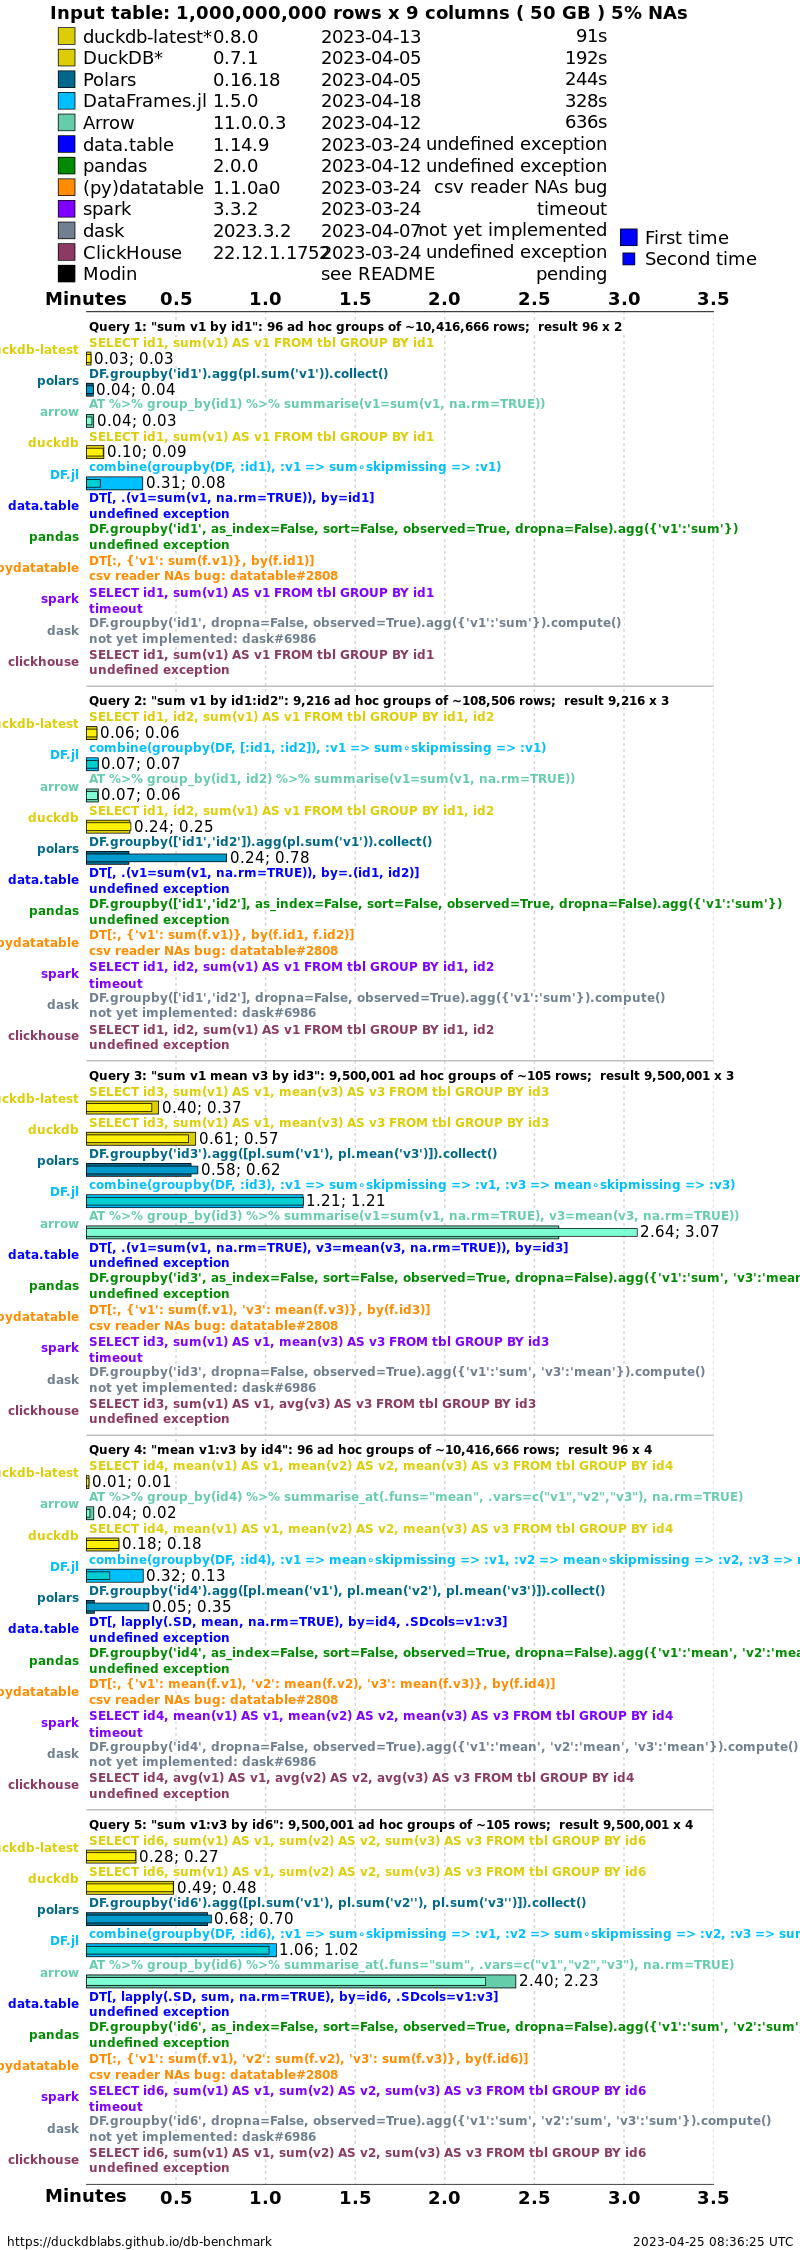 Input table: 1,000,000,000 rows x 9 columns ( 50 GB ) 5% NAs
duckdb-latest* 0.8.0 2023-04-13 91s
DuckDB* 0.7.1 2023-04-05 192s
Polars 0.16.18 2023-04-05 244s
DataFrames.jl 1.5.0 2023-04-18 328s
Arrow 11.0.0.3 2023-04-12 636s
data.table 1.14.9 2023-03-24 undefined exception
pandas 2.0.0 2023-04-12 undefined exception
(py)datatable 1.1.0a0 2023-03-24 csv reader NAs bug
spark 3.3.2 2023-03-24 timeout
dask 2023.3.2 2023-04-07 not yet implemented
First time
ClickHouse 22.12.1.1752 2023-03-24 undefined exception
Second time
Modin see README pending
Minutes 0.5 1.0 1.5 2.0 2.5 3.0 3.5
Query 1: "sum v1 by id1": 96 ad hoc groups of ~10,416,666 rows;  result 96 x 2
SELECT id1, sum(v1) AS v1 FROM tbl GROUP BY id1
uckdb-latest
0.03; 0.03
DF.groupby('id1').agg(pl.sum('v1')).collect()
polars
0.04; 0.04
AT %>% group_by(id1) %>% summarise(v1=sum(v1, na.rm=TRUE))
arrow
0.04; 0.03
SELECT id1, sum(v1) AS v1 FROM tbl GROUP BY id1
duckdb
0.10; 0.09
combine(groupby(DF, :id1), :v1 => sum∘skipmissing => :v1)
DF.jl
0.31; 0.08
DT[, .(v1=sum(v1, na.rm=TRUE)), by=id1]
data.table
undefined exception
DF.groupby('id1', as_index=False, sort=False, observed=True, dropna=False).agg({'v1':'sum'})
pandas
undefined exception
DT[:, {'v1': sum(f.v1)}, by(f.id1)]
pydatatable
csv reader NAs bug: datatable#2808
SELECT id1, sum(v1) AS v1 FROM tbl GROUP BY id1
spark
timeout
DF.groupby('id1', dropna=False, observed=True).agg({'v1':'sum'}).compute()
dask
not yet implemented: dask#6986
SELECT id1, sum(v1) AS v1 FROM tbl GROUP BY id1
clickhouse
undefined exception
Query 2: "sum v1 by id1:id2": 9,216 ad hoc groups of ~108,506 rows;  result 9,216 x 3
SELECT id1, id2, sum(v1) AS v1 FROM tbl GROUP BY id1, id2
uckdb-latest
0.06; 0.06
combine(groupby(DF, [:id1, :id2]), :v1 => sum∘skipmissing => :v1)
DF.jl
0.07; 0.07
AT %>% group_by(id1, id2) %>% summarise(v1=sum(v1, na.rm=TRUE))
arrow
0.07; 0.06
SELECT id1, id2, sum(v1) AS v1 FROM tbl GROUP BY id1, id2
duckdb
0.24; 0.25
DF.groupby(['id1','id2']).agg(pl.sum('v1')).collect()
polars
0.24; 0.78
DT[, .(v1=sum(v1, na.rm=TRUE)), by=.(id1, id2)]
data.table
undefined exception
DF.groupby(['id1','id2'], as_index=False, sort=False, observed=True, dropna=False).agg({'v1':'sum'})
pandas
undefined exception
DT[:, {'v1': sum(f.v1)}, by(f.id1, f.id2)]
pydatatable
csv reader NAs bug: datatable#2808
SELECT id1, id2, sum(v1) AS v1 FROM tbl GROUP BY id1, id2
spark
timeout
DF.groupby(['id1','id2'], dropna=False, observed=True).agg({'v1':'sum'}).compute()
dask
not yet implemented: dask#6986
SELECT id1, id2, sum(v1) AS v1 FROM tbl GROUP BY id1, id2
clickhouse
undefined exception
Query 3: "sum v1 mean v3 by id3": 9,500,001 ad hoc groups of ~105 rows;  result 9,500,001 x 3
SELECT id3, sum(v1) AS v1, mean(v3) AS v3 FROM tbl GROUP BY id3
uckdb-latest
0.40; 0.37
SELECT id3, sum(v1) AS v1, mean(v3) AS v3 FROM tbl GROUP BY id3
duckdb
0.61; 0.57
DF.groupby('id3').agg([pl.sum('v1'), pl.mean('v3')]).collect()
polars
0.58; 0.62
combine(groupby(DF, :id3), :v1 => sum∘skipmissing => :v1, :v3 => mean∘skipmissing => :v3)
DF.jl
1.21; 1.21
AT %>% group_by(id3) %>% summarise(v1=sum(v1, na.rm=TRUE), v3=mean(v3, na.rm=TRUE))
arrow
2.64; 3.07
DT[, .(v1=sum(v1, na.rm=TRUE), v3=mean(v3, na.rm=TRUE)), by=id3]
data.table
undefined exception
DF.groupby('id3', as_index=False, sort=False, observed=True, dropna=False).agg({'v1':'sum', 'v3':'mean
pandas
undefined exception
DT[:, {'v1': sum(f.v1), 'v3': mean(f.v3)}, by(f.id3)]
pydatatable
csv reader NAs bug: datatable#2808
SELECT id3, sum(v1) AS v1, mean(v3) AS v3 FROM tbl GROUP BY id3
spark
timeout
DF.groupby('id3', dropna=False, observed=True).agg({'v1':'sum', 'v3':'mean'}).compute()
dask
not yet implemented: dask#6986
SELECT id3, sum(v1) AS v1, avg(v3) AS v3 FROM tbl GROUP BY id3
clickhouse
undefined exception
Query 4: "mean v1:v3 by id4": 96 ad hoc groups of ~10,416,666 rows;  result 96 x 4
SELECT id4, mean(v1) AS v1, mean(v2) AS v2, mean(v3) AS v3 FROM tbl GROUP BY id4
uckdb-latest
0.01; 0.01
AT %>% group_by(id4) %>% summarise_at(.funs="mean", .vars=c("v1","v2","v3"), na.rm=TRUE)
arrow
0.04; 0.02
SELECT id4, mean(v1) AS v1, mean(v2) AS v2, mean(v3) AS v3 FROM tbl GROUP BY id4
duckdb
0.18; 0.18
combine(groupby(DF, :id4), :v1 => mean∘skipmissing => :v1, :v2 => mean∘skipmissing => :v2, :v3 => m
DF.jl
0.32; 0.13
DF.groupby('id4').agg([pl.mean('v1'), pl.mean('v2'), pl.mean('v3')]).collect()
polars
0.05; 0.35
DT[, lapply(.SD, mean, na.rm=TRUE), by=id4, .SDcols=v1:v3]
data.table
undefined exception
DF.groupby('id4', as_index=False, sort=False, observed=True, dropna=False).agg({'v1':'mean', 'v2':'mea
pandas
undefined exception
DT[:, {'v1': mean(f.v1), 'v2': mean(f.v2), 'v3': mean(f.v3)}, by(f.id4)]
pydatatable
csv reader NAs bug: datatable#2808
SELECT id4, mean(v1) AS v1, mean(v2) AS v2, mean(v3) AS v3 FROM tbl GROUP BY id4
spark
timeout
DF.groupby('id4', dropna=False, observed=True).agg({'v1':'mean', 'v2':'mean', 'v3':'mean'}).compute()
dask
not yet implemented: dask#6986
SELECT id4, avg(v1) AS v1, avg(v2) AS v2, avg(v3) AS v3 FROM tbl GROUP BY id4
clickhouse
undefined exception
Query 5: "sum v1:v3 by id6": 9,500,001 ad hoc groups of ~105 rows;  result 9,500,001 x 4
SELECT id6, sum(v1) AS v1, sum(v2) AS v2, sum(v3) AS v3 FROM tbl GROUP BY id6
uckdb-latest
0.28; 0.27
SELECT id6, sum(v1) AS v1, sum(v2) AS v2, sum(v3) AS v3 FROM tbl GROUP BY id6
duckdb
0.49; 0.48
DF.groupby('id6').agg([pl.sum('v1'), pl.sum('v2''), pl.sum('v3'')]).collect()
polars
0.68; 0.70
combine(groupby(DF, :id6), :v1 => sum∘skipmissing => :v1, :v2 => sum∘skipmissing => :v2, :v3 => sum
DF.jl
1.06; 1.02
AT %>% group_by(id6) %>% summarise_at(.funs="sum", .vars=c("v1","v2","v3"), na.rm=TRUE)
arrow
2.40; 2.23
DT[, lapply(.SD, sum, na.rm=TRUE), by=id6, .SDcols=v1:v3]
data.table
undefined exception
DF.groupby('id6', as_index=False, sort=False, observed=True, dropna=False).agg({'v1':'sum', 'v2':'sum'
pandas
undefined exception
DT[:, {'v1': sum(f.v1), 'v2': sum(f.v2), 'v3': sum(f.v3)}, by(f.id6)]
pydatatable
csv reader NAs bug: datatable#2808
SELECT id6, sum(v1) AS v1, sum(v2) AS v2, sum(v3) AS v3 FROM tbl GROUP BY id6
spark
timeout
DF.groupby('id6', dropna=False, observed=True).agg({'v1':'sum', 'v2':'sum', 'v3':'sum'}).compute()
dask
not yet implemented: dask#6986
SELECT id6, sum(v1) AS v1, sum(v2) AS v2, sum(v3) AS v3 FROM tbl GROUP BY id6
clickhouse
undefined exception
Minutes 0.5 1.0 1.5 2.0 2.5 3.0 3.5
https://duckdblabs.github.io/db-benchmark 2023-04-25 08:36:25 UTC